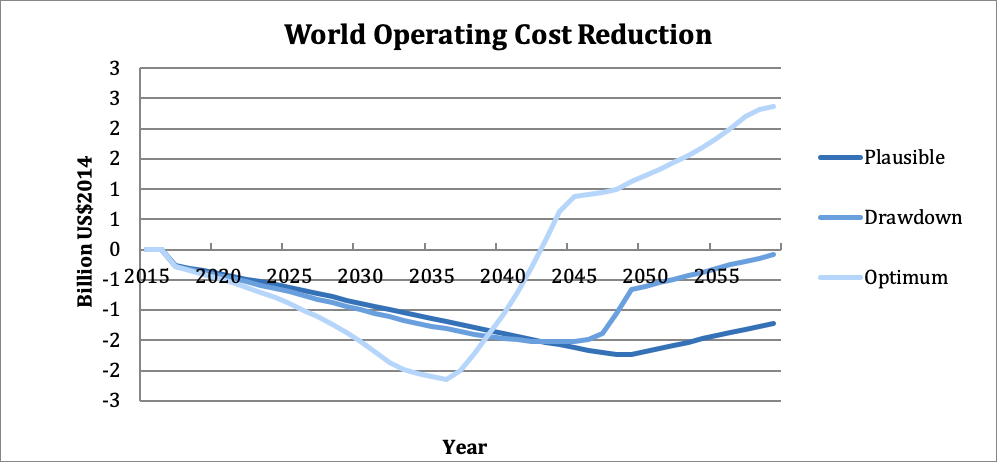 World Operating Cost Reduction
3
3
2
2
1
1
0
-1
-1
-2
-2
-3
Billion US$2014
2015 2020 2025 2030 2035 2040 2045 2050 2055
Year
Plausible
Drawdown
Optimum